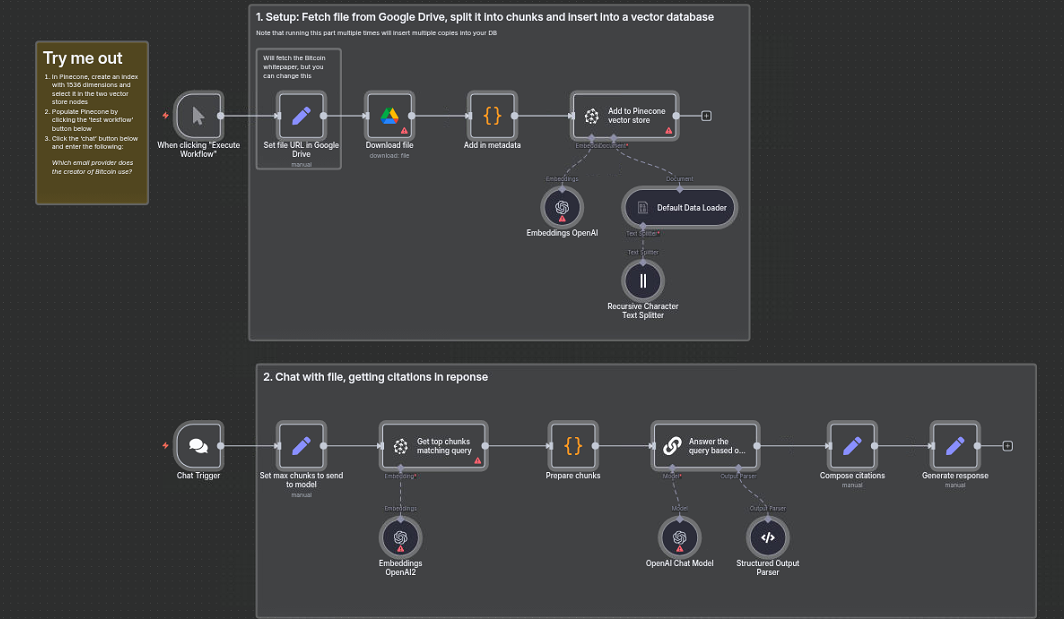 Try me out
1. In Pinecone, create an index
with 1536 dimensions and
select it in the two vector
store nodes
2. Populate Pinecone by
clicking the 'test workflow'
button below
3. Click the 'chat' button below
and enter the following:
Which email provider does
the creator of Bitcoin use?
1. Setup: Fetch file from Google Drive, split it into chunks and insert into a vector database
Note that running this part multiple times will insert multiple copies into your DB
Will fetch the Bitcoin
whitepaper, but you
can change this
When clicking "Execute
Workflow"
Set file URL in Google
Drive
manual
Download file
download: file
{}
Add in metadata
Add to Pinecone
vector store
Document*
Embeddings
Document
Embeddings OpenAI
Default Data Loader
Text Splitter*
Text Splitter
Recursive Character
Text Splitter
2. Chat with file, getting citations in reponse
Chat Trigger
Set max chunks to send
to model
manual
Get top chunks
matching query
Embedding*
Embeddings
Embeddings
OpenAI2
{}
Prepare chunks
Answer the
query based o...
Model*
Output Parser
Model
Output Parser
OpenAI Chat Model
</>
Structured Output
Parser
Compose citations
manual
Generate response
manual